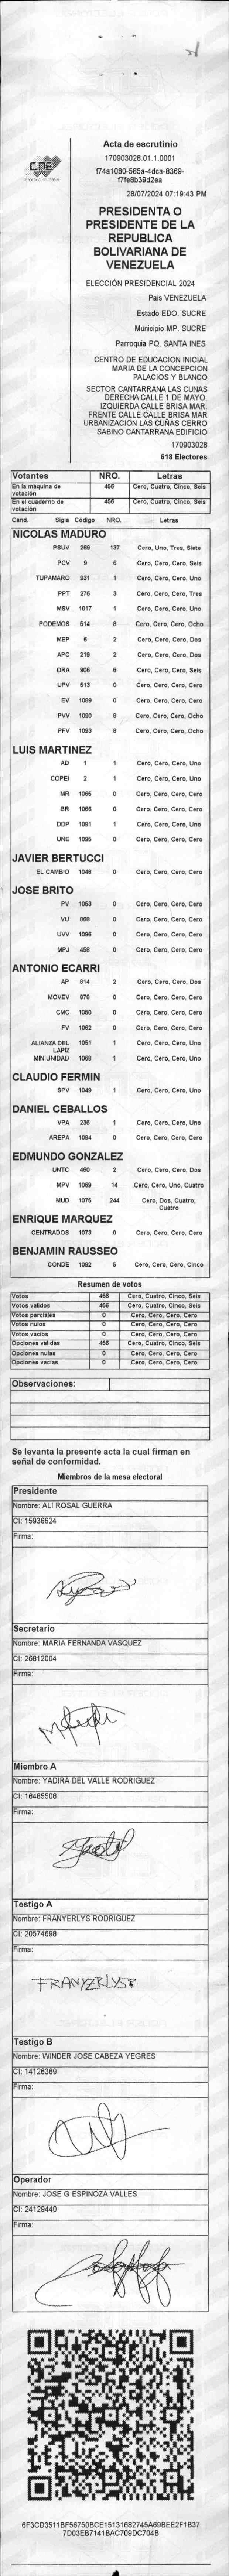 CNE
Acta de escrutinio
170903028.01.1.0001
f74a1080-585a-4dca-8369-
f7fe8b39d2ea
28/07/2024 07:19:43 PM
PRESIDENTA O
PRESIDENTE DE LA
REPUBLICA
BOLIVARIANA DE
VENEZUELA
ELECCIÓN PRESIDENCIAL 2024
Pais VENEZUELA
Estado EDO. SUCRE
Municipio MP. SUCRE
Parroquia PQ. SANTA INES
CENTRO DE EDUCACION INICIAL
MARIA DE LA CONCEPCION
PALACIOS Y BLANCO
SECTOR CANTARRANA LAS CUNAS
DERECHA CALLE 1 DE MAYO.
IZQUIERDA CALLE BRISA MAR.
FRENTE CALLE CALLE BRISA MAR
URBANIZACION LAS CUÑAS CERRO
SABINO CANTARRANA EDIFICIO
170903028
618 Electores
Votantes NRO. Letras
En la máquina de votación 456 Cero, Cuatro, Cinco, Seis
En el cuaderno de votación 456 Cero, Cuatro, Cinco, Seis
Cand. Sigls Código NRO. Letras
NICOLAS MADURO
PSUV 269 137 Cero, Uno, Tres, Siete
PCV 9 6 Cero, Cero, Cero, Seis
TUPAMARO 931 1 Cero, Cero, Cero, Uno
PPT 276 3 Cero, Cero, Cero, Tres
MSV 1017 1 Cero, Cero, Cero, Uno
PODEMOS 514 8 Cero, Cero, Cero, Ocho
MEP 6 2 Cero, Cero, Cero, Dos
APC 219 2 Cero, Cero, Cero, Dos
ORA 906 6 Cero, Cero, Cero, Seis
UPV 513 0 Cero, Cero, Cero, Cero
EV 1089 0 Cero, Cero, Cero, Cero
PVV 1090 8 Cero, Cero, Cero, Ocho
PFV 1093 8 Cero, Cero, Cero, Ocho
LUIS MARTINEZ
AD 1 1 Cero, Cero, Cero, Uno
COPEI 2 1 Cero, Cero, Cero, Uno
MR 1065 0 Cero, Cero, Cero, Cero
BR 1066 0 Cero, Cero, Cero, Cero
DDP 1091 1 Cero, Cero, Cero, Uno
UNE 1095 0 Cero, Cero, Cero, Cero
JAVIER BERTUCCI
EL CAMBIO 1048 0 Cero, Cero, Cero, Cero
JOSE BRITO
PV 1053 0 Cero, Cero, Cero, Cero
VU 868 0 Cero, Cero, Cero, Cero
UVV 1096 0 Cero, Cero, Cero, Cero
MPJ 458 0 Cero, Cero, Cero, Cero
ANTONIO ECARRI
AP 814 2 Cero, Cero, Cero, Dos
MOVEV 678 0 Cero, Cero, Cero, Cero
CMC 1050 0 Cero, Cero, Cero, Cero
FV 1062 0 Cero, Cero, Cero, Cero
ALIANZA DEL LAPIZ 1051 1 Cero, Cero, Cero, Uno
MIN UNIDAD 1068 1 Cero, Cero, Cero, Uno
CLAUDIO FERMIN
SPV 1049 1 Cero, Cero, Cero, Uno
DANIEL CEBALLOS
VPA 236 1 Cero, Cero, Cero, Uno
AREPA 1094 0 Cero, Cero, Cero, Cero
EDMUNDO GONZALEZ
UNTC 460 2 Cero, Cero, Cero, Dos
MPV 1069 14 Cero, Cero, Uno, Cuatro
MUD 1075 244 Cero, Dos, Cuatro, Cuatro
ENRIQUE MARQUEZ
CENTRADOS 1073 0 Cero, Cero, Cero, Cero
BENJAMIN RAUSSEO
CONDE 1092 5 Cero, Cero, Cero, Cinco
Resumen de votos
Votos 456 Cero, Cuatro, Cinco, Seis
Votos validos 456 Cero, Cuatro, Cinco, Seis
Votos parciales 0 Cero, Cero, Cero, Cero
Votos nulos 0 Cero, Cero, Cero, Cero
Votos vacios 0 Cero, Cero, Cero, Cero
Opciones validas 456 Cero, Cuatro, Cinco, Seis
Opciones nulas 0 Cero, Cero, Cero, Cero
Opciones vacias 0 Cero, Cero, Cero, Cero
Observaciones:
Se levanta la presente acta la cual firman en
señal de conformidad.
Miembros de la mesa electoral
Presidente
Nombre: ALI ROSAL GUERRA
CI: 15936624
Firma:
Secretario
Nombre: MARIA FERNANDA VASQUEZ
CI: 26812004
Firma:
Miembro A
Nombre: YADIRA DEL VALLE RODRIGUEZ
CI: 16485508
Firma:
Testigo A
Nombre: FRANYERLYS RODRIGUEZ
CI: 20574698
Firma:
FRANYERLYS R
Testigo B
Nombre: WINDER JOSE CABEZA YEGRES
CI: 14126369
Firma:
Operador
Nombre: JOSE G ESPINOZA VALLES
CI: 24129440
Firma:
6F3CD3511BF56750BCE15131682745A69BEE2F1B37
7D03EB7141BAC709DC704B